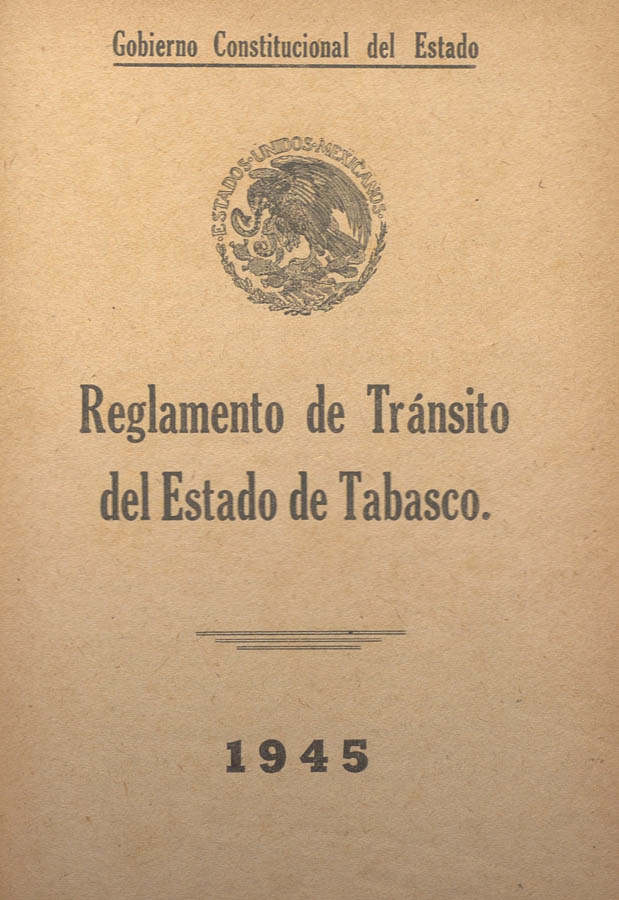 Gobierno Constitucional del Estado
·ESTADOS·UNIDOS·MEXICANOS·
Reglamento de Tránsito
del Estado de Tabasco.
1945